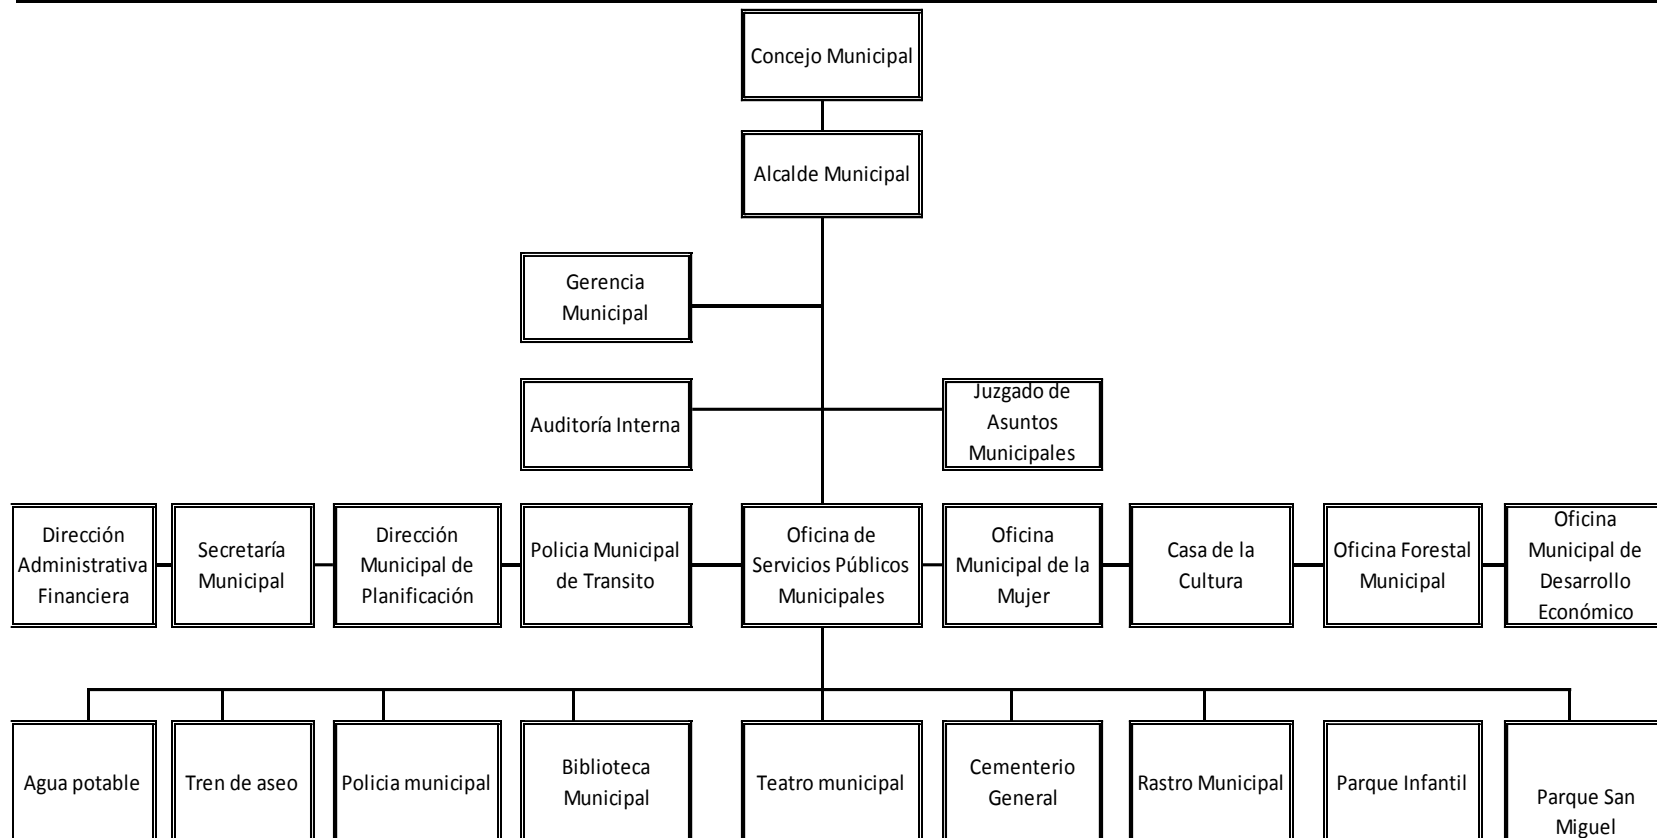 Concejo Municipal
Alcalde Municipal
Gerencia
Municipal
Auditoría Interna
Juzgado de
Asuntos
Municipales
Dirección
Administrativa
Financiera
Secretaría
Municipal
Dirección
Municipal de
Planificación
Policia Municipal
de Transito
Oficina de
Servicios Públicos
Municipales
Oficina
Municipal de la
Mujer
Casa de la
Cultura
Oficina Forestal
Municipal
Oficina
Municipal de
Desarrollo
Económico
Agua potable
Tren de aseo
Policia municipal
Biblioteca
Municipal
Teatro municipal
Cementerio
General
Rastro Municipal
Parque Infantil
Parque San
Miguel